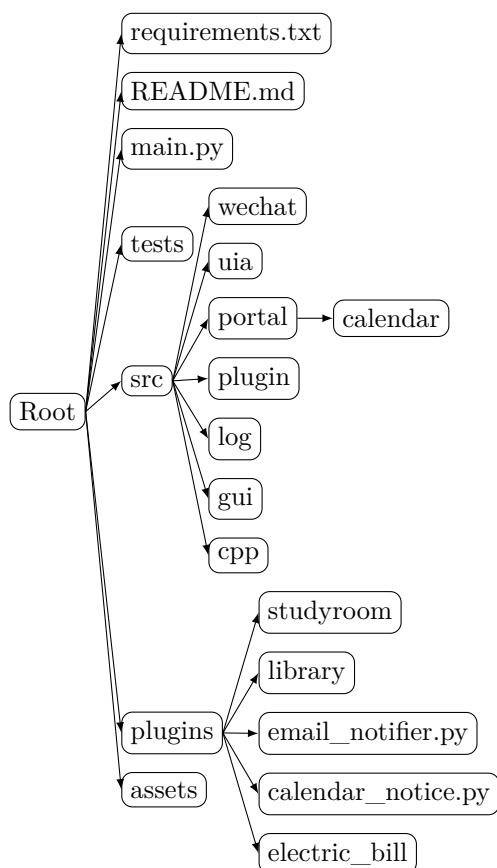 requirements.txt
README.md
main.py
tests
wechat
uia
portal
calendar
src
plugin
Root
log
gui
cpp
studyroom
library
plugins
email_notifier.py
assets
calendar_notice.py
electric_bill